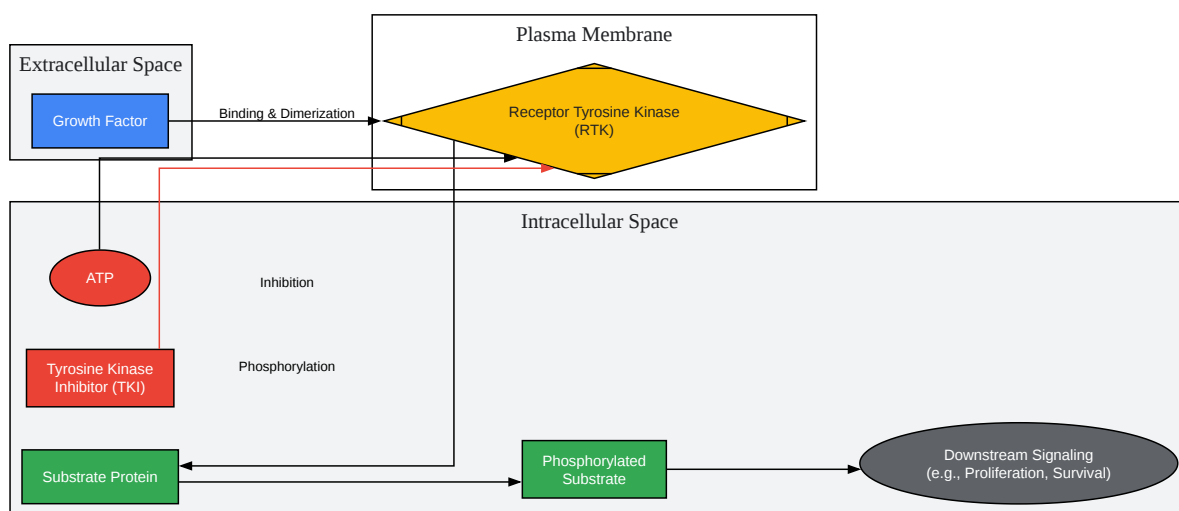 Plasma Membrane
Extracellular Space
Growth Factor
Binding & Dimerization
Receptor Tyrosine Kinase
(RTK)
Intracellular Space
ATP
Inhibition
Tyrosine Kinase
Inhibitor (TKI)
Phosphorylation
Substrate Protein
Phosphorylated
Substrate
Downstream Signaling
(e.g., Proliferation, Survival)